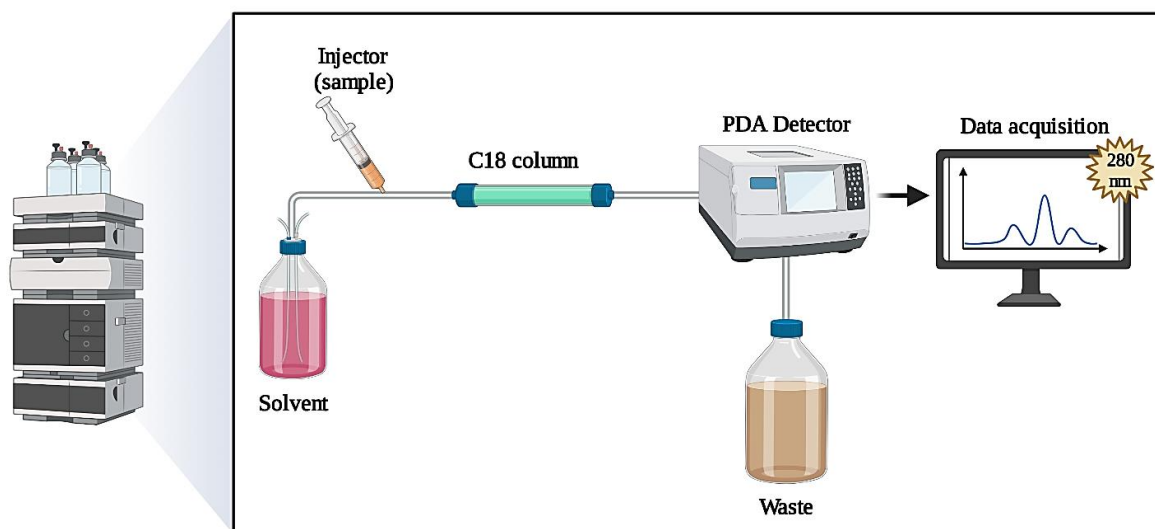 Injector
(sample)
C18 column
PDA Detector
Data acquisition
280
nm
Solvent
Waste